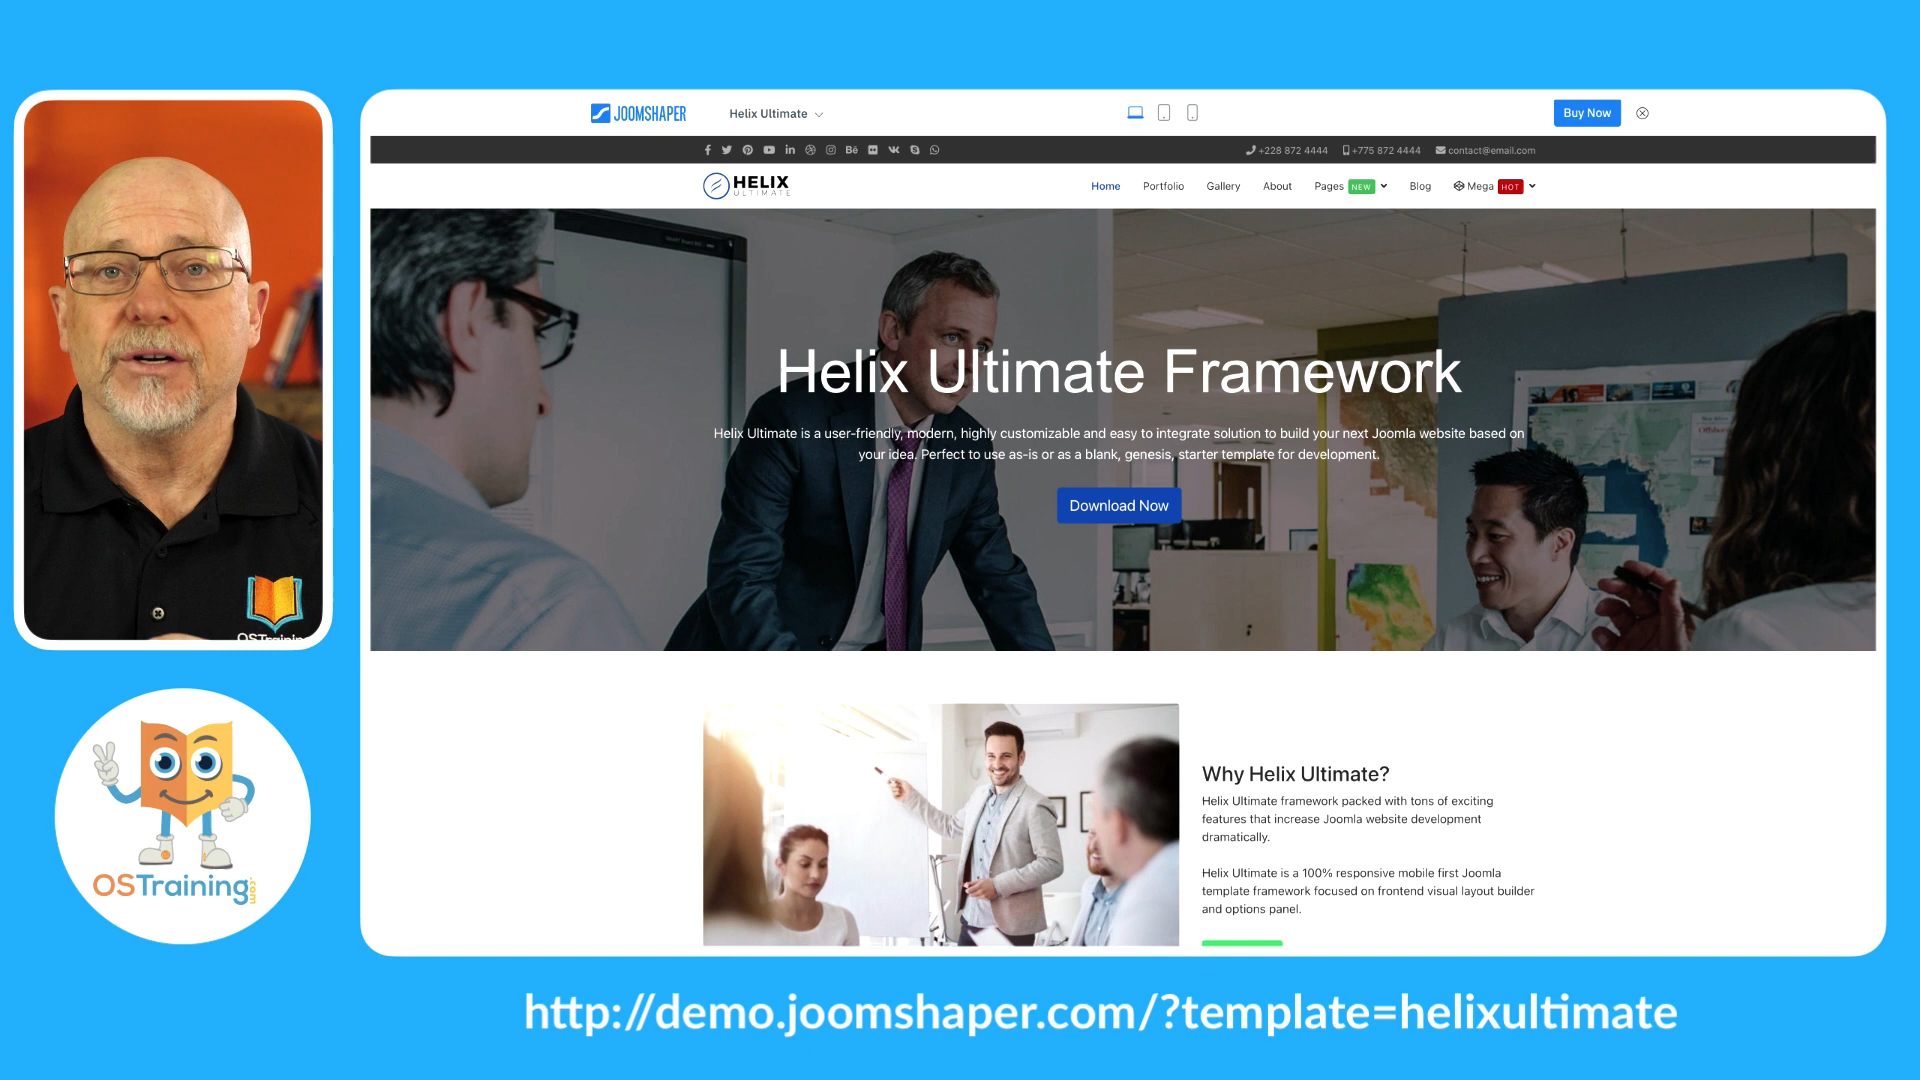 JOOMSHAPER
Helix Ultimate
Buy Now
Bē
+228 872 4444
+775 872 4444
contact@email.com
HELIX
ULTIMATE
Home
Portfolio
Gallery
About
Pages NEW
Blog
Mega HOT
Helix Ultimate Framework
Helix Ultimate is a user-friendly, modern, highly customizable and easy to integrate solution to build your next Joomla website based on
your idea. Perfect to use as-is or as a blank, genesis, starter template for development.
Download Now
OSTraining
OSTraining.com
Why Helix Ultimate?
Helix Ultimate framework packed with tons of exciting
features that increase Joomla website development
dramatically.
Helix Ultimate is a 100% responsive mobile first Joomla
template framework focused on frontend visual layout builder
and options panel.
http://demo.joomshaper.com/?template=helixultimate